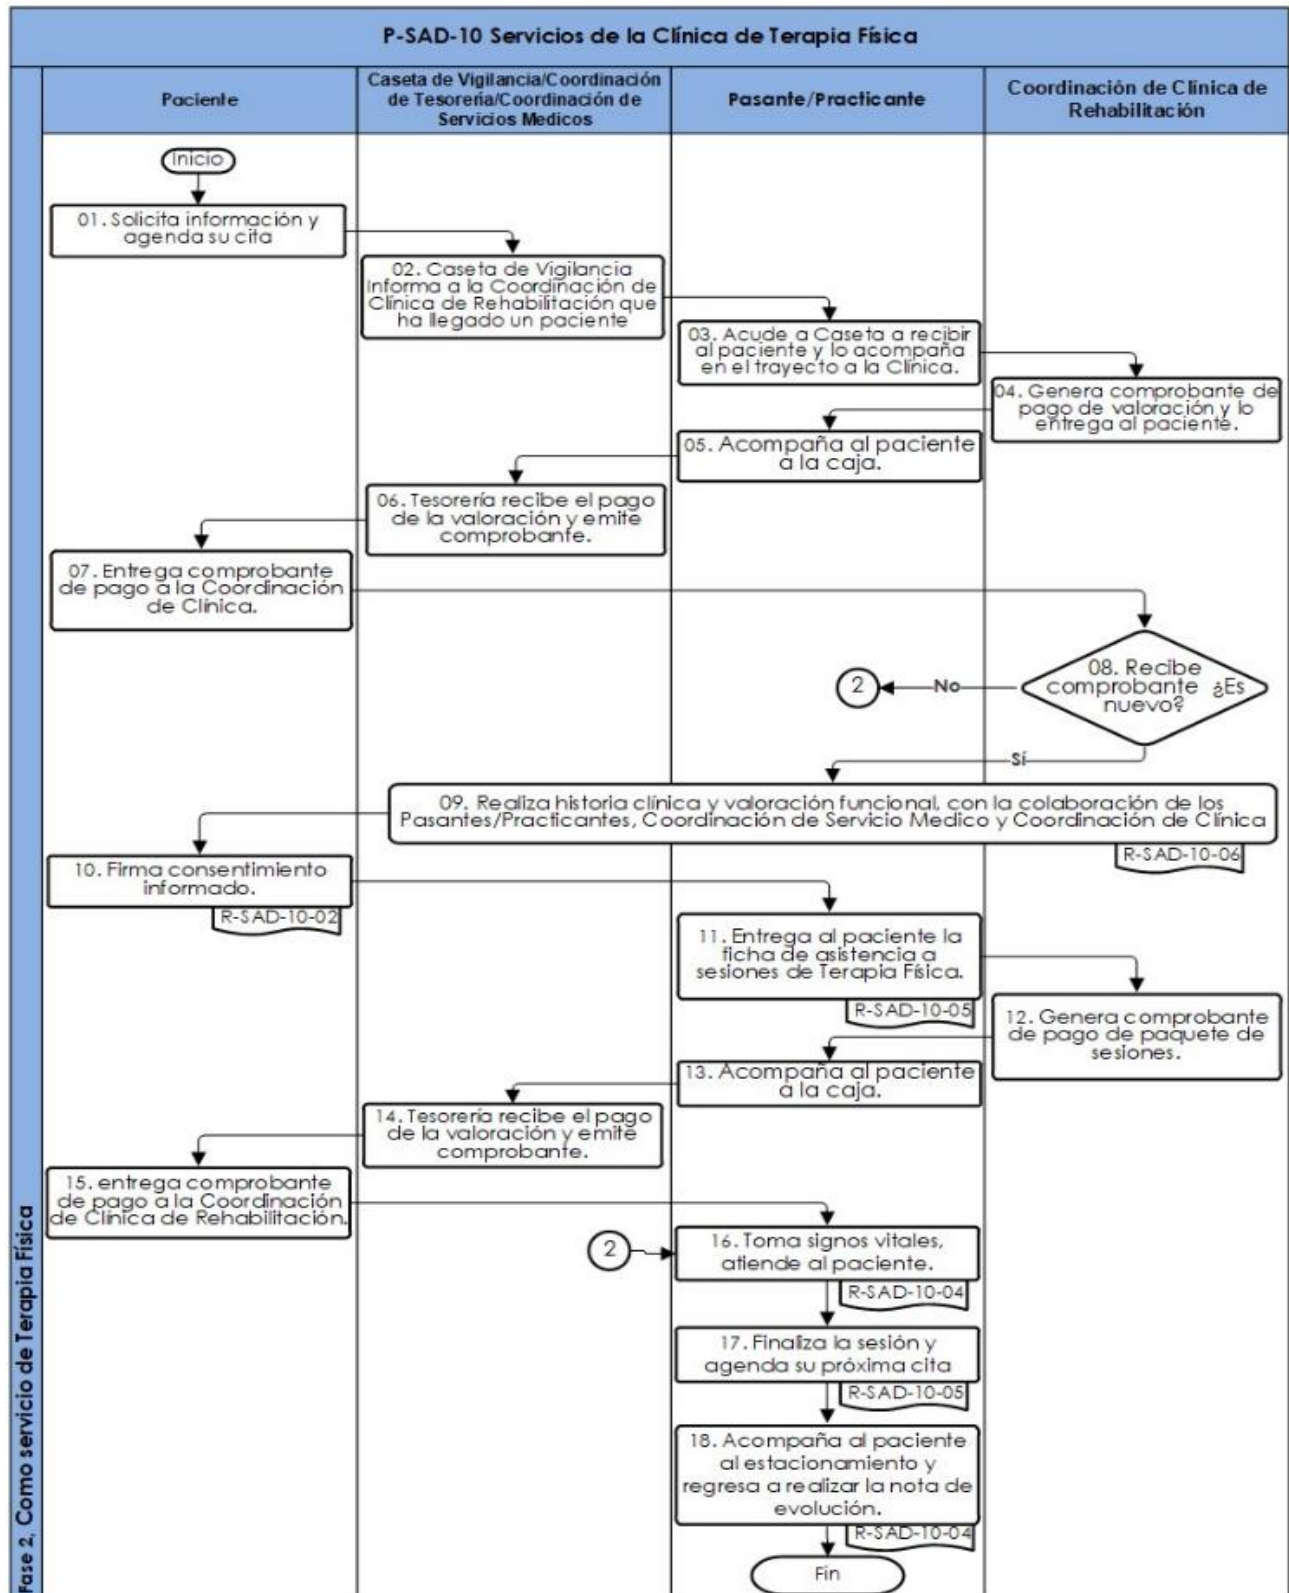 P-SAD-10 Servicios de la Clínica de Terapia Física
Paciente
Caseta de Vigilancia/Coordinación
de Tesorería/Coordinación de
Servicios Medicos
Pasante/Practicante
Coordinación de Clínica de
Rehabilitación
Fase 2, Como servicio de Terapia Física
Inicio
01. Solicita información y
agenda su cita
02. Caseta de Vigilancia
Informa a la Coordinación de
Clínica de Rehabilitación que
ha llegado un paciente
03. Acude a Caseta a recibir
al paciente y lo acompaña
en el trayecto a la Clínica.
04. Genera comprobante de
pago de valoración y lo
entrega al paciente.
05. Acompaña al paciente
a la caja.
06. Tesorería recibe el pago
de la valoración y emite
comprobante.
07. Entrega comprobante
de pago a la Coordinación
de Clínica.
08. Recibe
comprobante ¿Es
nuevo?
No
2
Sí
09. Realiza historia clínica y valoración funcional, con la colaboración de los
Pasantes/Practicantes, Coordinación de Servicio Medico y Coordinación de Clínica
R-SAD-10-06
10. Firma consentimiento
informado.
R-SAD-10-02
11. Entrega al paciente la
ficha de asistencia a
sesiones de Terapia Física.
R-SAD-10-05
12. Genera comprobante
de pago de paquete de
sesiones.
13. Acompaña al paciente
a la caja.
14. Tesorería recibe el pago
de la valoración y emite
comprobante.
15. entrega comprobante
de pago a la Coordinación
de Clínica de Rehabilitación.
2
16. Toma signos vitales,
atiende al paciente.
R-SAD-10-04
17. Finaliza la sesión y
agenda su próxima cita
R-SAD-10-05
18. Acompaña al paciente
al estacionamiento y
regresa a realizar la nota de
evolución.
R-SAD-10-04
Fin